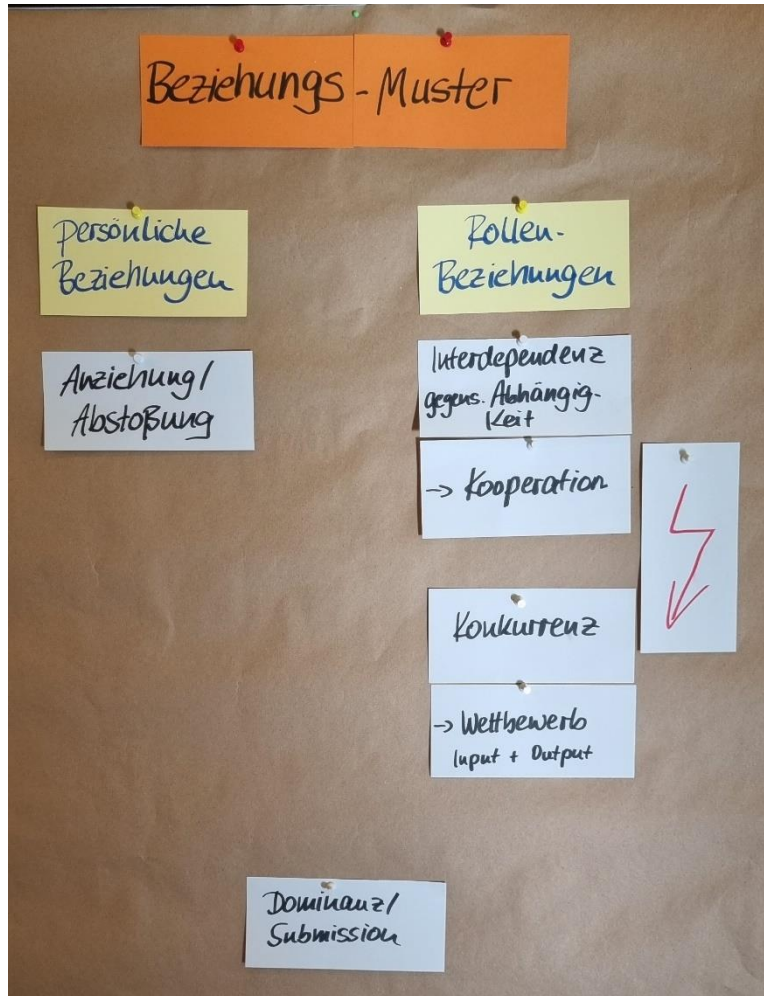 Beziehungs - Muster
persönliche
Beziehungen
Anziehung/
Abstoßung
Rollen-
Beziehungen
Interdependenz
gegens. Abhängig-
keit
→ Kooperation
Konkurrenz
→ Wettbewerb
Input + Output
Dominanz/
Submission